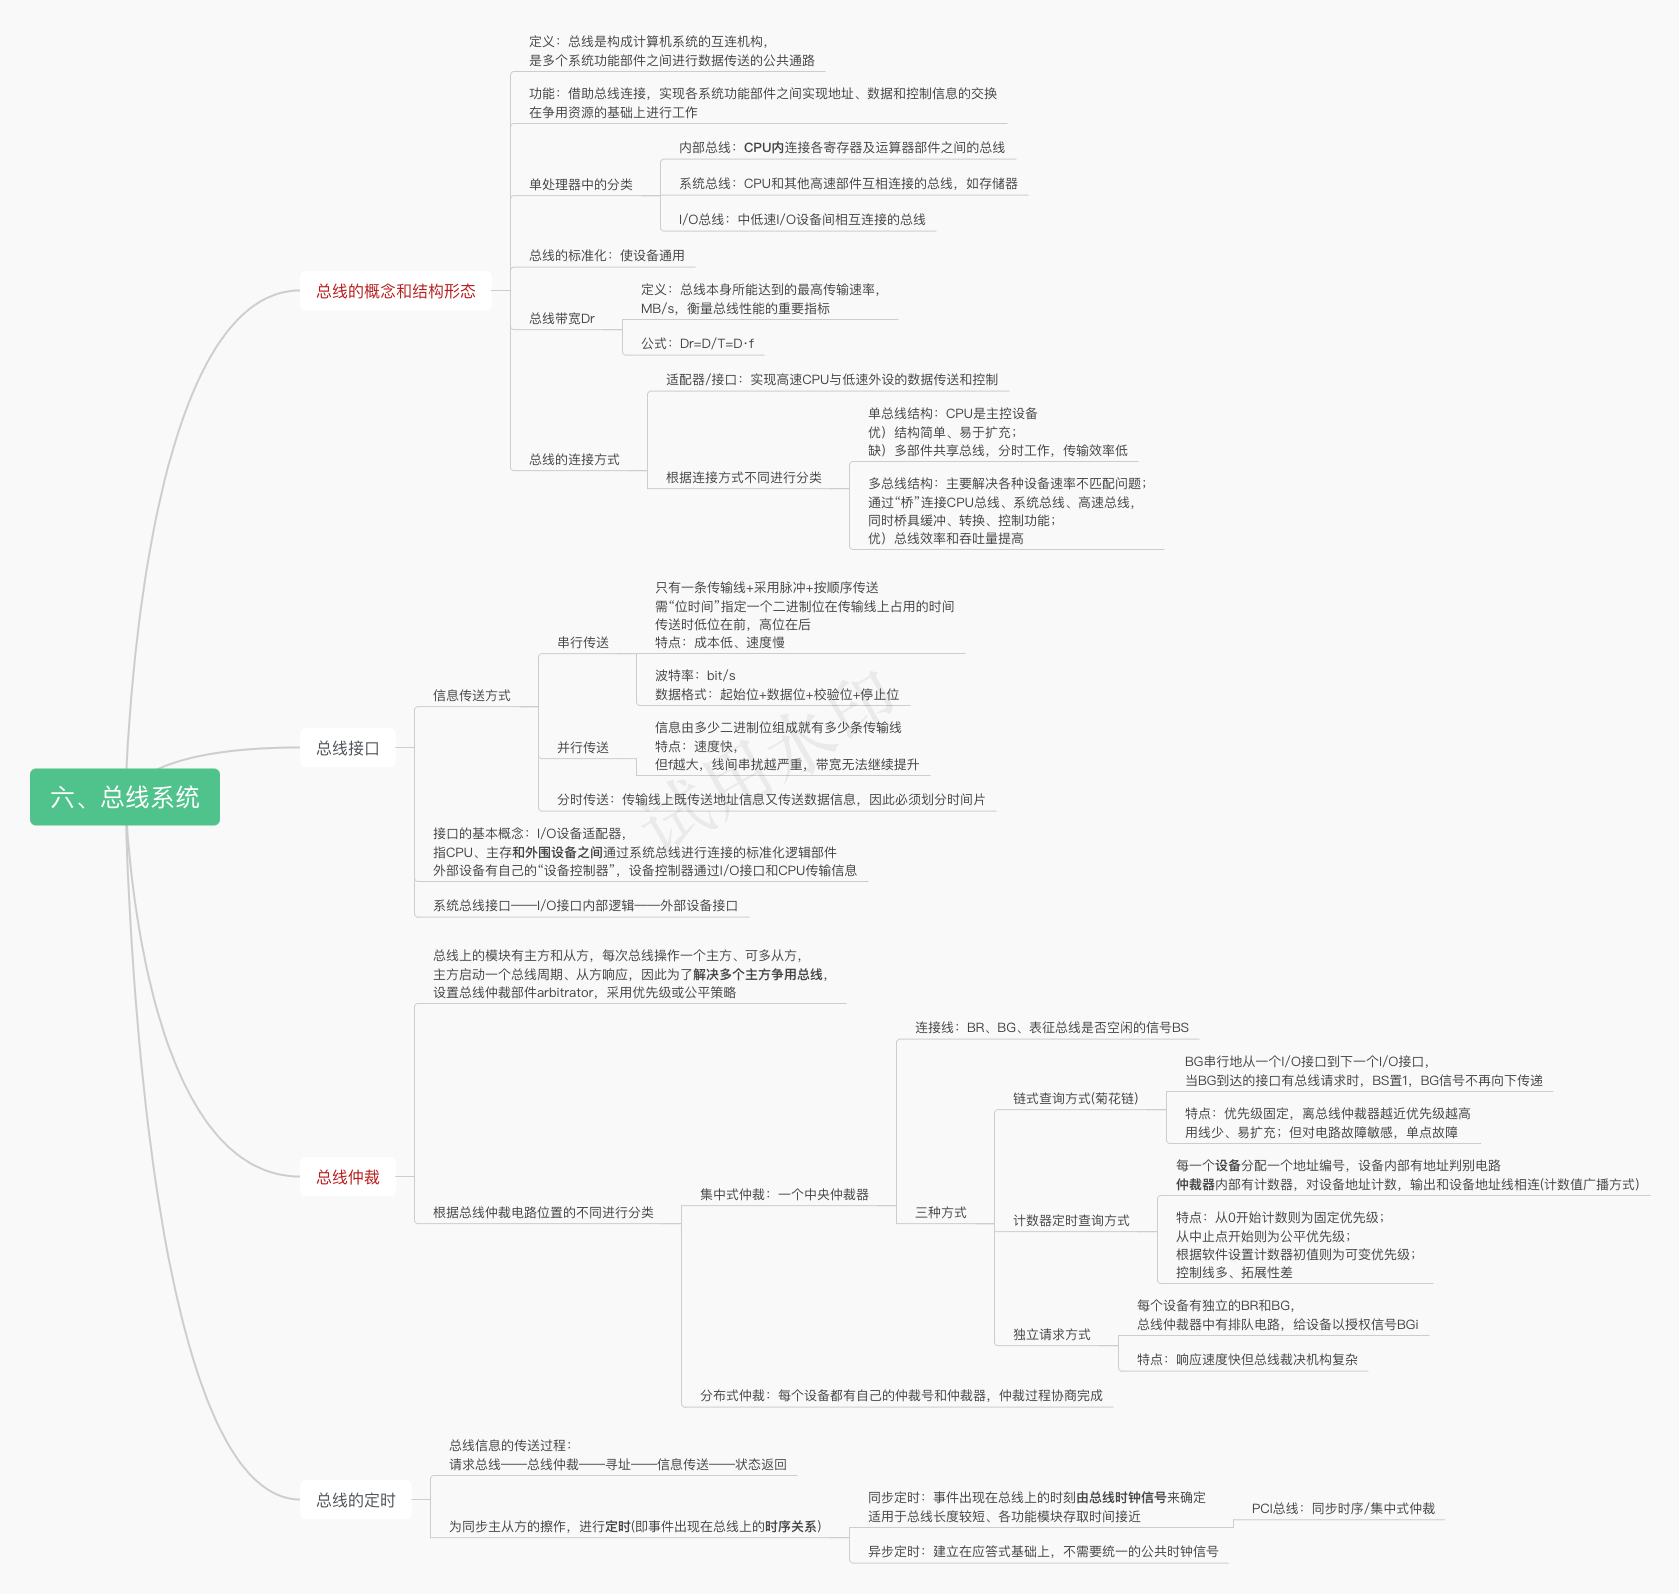 六、总线系统
总线的概念和结构形态
定义：总线是构成计算机系统的互连机构，
是多个系统功能部件之间进行数据传送的公共通路
功能：借助总线连接，实现各系统功能部件之间实现地址、数据和控制信息的交换
在争用资源的基础上进行工作
单处理器中的分类
内部总线：CPU内连接各寄存器及运算器部件之间的总线
系统总线：CPU和其他高速部件互相连接的总线，如存储器
I/O总线：中低速I/O设备间相互连接的总线
总线的标准化：使设备通用
总线带宽Dr
定义：总线本身所能达到的最高传输速率，
MB/s，衡量总线性能的重要指标
公式：Dr=D/T=D·f
总线的连接方式
适配器/接口：实现高速CPU与低速外设的数据传送和控制
根据连接方式不同进行分类
单总线结构：CPU是主控设备
优）结构简单、易于扩充；
缺）多部件共享总线，分时工作，传输效率低
多总线结构：主要解决各种设备速率不匹配问题；
通过“桥”连接CPU总线、系统总线、高速总线，
同时桥具缓冲、转换、控制功能；
优）总线效率和吞吐量提高
总线接口
信息传送方式
串行传送
只有一条传输线+采用脉冲+按顺序传送
需“位时间”指定一个二进制位在传输线上占用的时间
传送时低位在前，高位在后
特点：成本低、速度慢
波特率：bit/s
数据格式：起始位+数据位+校验位+停止位
并行传送
信息由多少二进制位组成就有多少条传输线
特点：速度快，
但f越大，线间串扰越严重，带宽无法继续提升
分时传送：传输线上既传送地址信息又传送数据信息，因此必须划分时间片
接口的基本概念：I/O设备适配器，
指CPU、主存和外围设备之间通过系统总线进行连接的标准化逻辑部件
外部设备有自己的“设备控制器”，设备控制器通过I/O接口和CPU传输信息
系统总线接口——I/O接口内部逻辑——外部设备接口
试用水印
总线仲裁
总线上的模块有主方和从方，每次总线操作一个主方、可多从方，
主方启动一个总线周期、从方响应，因此为了解决多个主方争用总线，
设置总线仲裁部件arbitrator，采用优先级或公平策略
根据总线仲裁电路位置的不同进行分类
集中式仲裁：一个中央仲裁器
连接线：BR、BG、表征总线是否空闲的信号BS
三种方式
链式查询方式(菊花链)
BG串行地从一个I/O接口到下一个I/O接口，
当BG到达的接口有总线请求时，BS置1，BG信号不再向下传递
特点：优先级固定，离总线仲裁器越近优先级越高
用线少、易扩充；但对电路故障敏感，单点故障
计数器定时查询方式
每一个设备分配一个地址编号，设备内部有地址判别电路
仲裁器内部有计数器，对设备地址计数，输出和设备地址线相连(计数值广播方式)
特点：从0开始计数则为固定优先级；
从中止点开始则为公平优先级；
根据软件设置计数器初值则为可变优先级；
控制线多、拓展性差
独立请求方式
每个设备有独立的BR和BG，
总线仲裁器中有排队电路，给设备以授权信号BGi
特点：响应速度快但总线裁决机构复杂
分布式仲裁：每个设备都有自己的仲裁号和仲裁器，仲裁过程协商完成
总线的定时
总线信息的传送过程：
请求总线——总线仲裁——寻址——信息传送——状态返回
为同步主从方的擦作，进行定时(即事件出现在总线上的时序关系)
同步定时：事件出现在总线上的时刻由总线时钟信号来确定
适用于总线长度较短、各功能模块存取时间接近
PCI总线：同步时序/集中式仲裁
异步定时：建立在应答式基础上，不需要统一的公共时钟信号